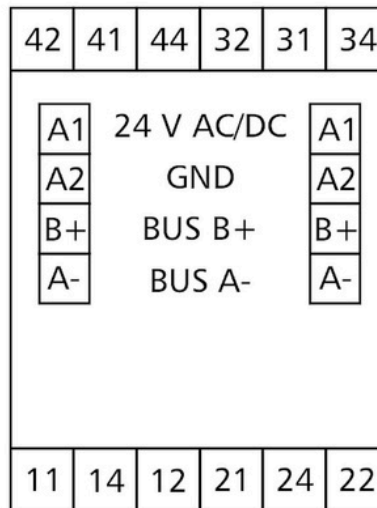 42 41 44 32 31 34
A1 24 V AC/DC A1
A2 GND A2
B+ BUS B+ B+
A- BUS A- A-
11 14 12 21 24 22